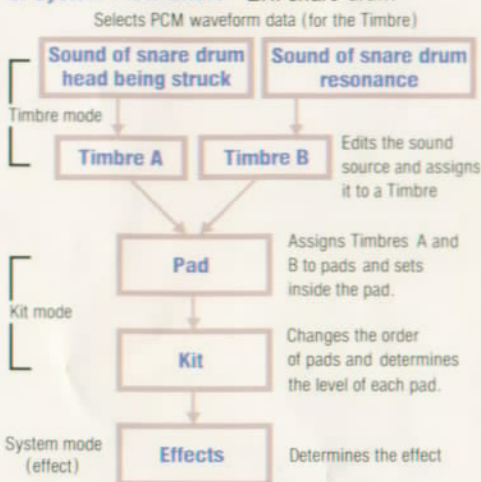 Selects PCM waveform data (for the Timbre)
Sound of snare drum
head being struck
Sound of snare drum
resonance
Timbre mode
Timbre A
Timbre B
Edits the sound
source and assigns
it to a Timbre
Pad
Assigns Timbres A and
B to pads and sets
inside the pad.
Kit mode
Kit
Changes the order
of pads and determines
the level of each pad.
System mode
(effect)
Effects
Determines the effect